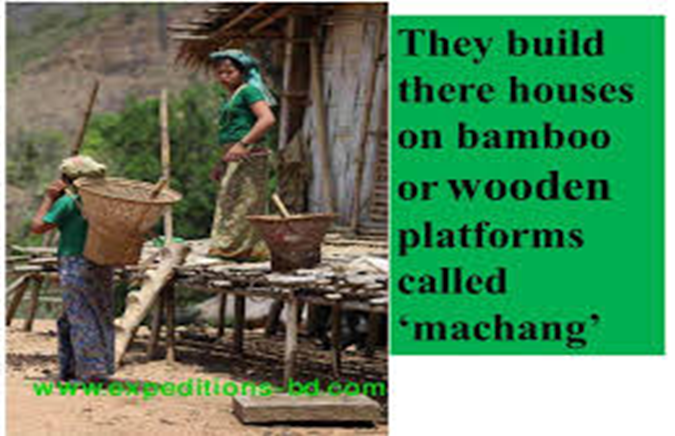 They build
there houses
on bamboo
or wooden
platforms
called
‘machang’
www.expeditions-bd.com